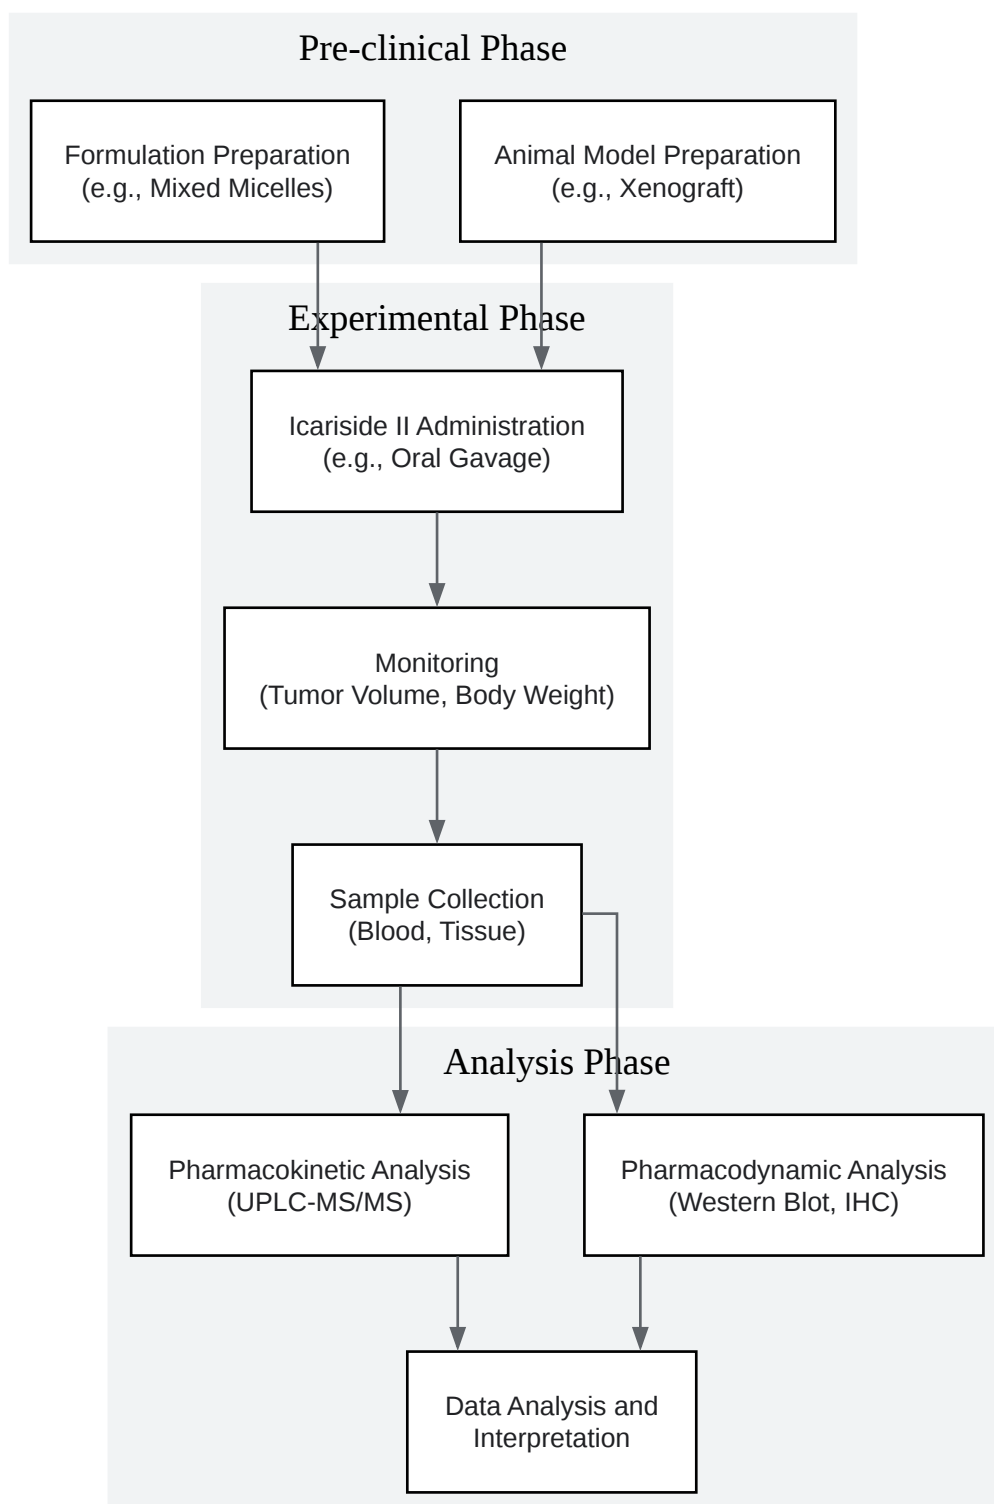 Pre-clinical Phase
Formulation Preparation
(e.g., Mixed Micelles)
Animal Model Preparation
(e.g., Xenograft)
Experimental Phase
Icariside II Administration
(e.g., Oral Gavage)
Monitoring
(Tumor Volume, Body Weight)
Sample Collection
(Blood, Tissue)
Analysis Phase
Pharmacokinetic Analysis
(UPLC-MS/MS)
Pharmacodynamic Analysis
(Western Blot, IHC)
Data Analysis and
Interpretation